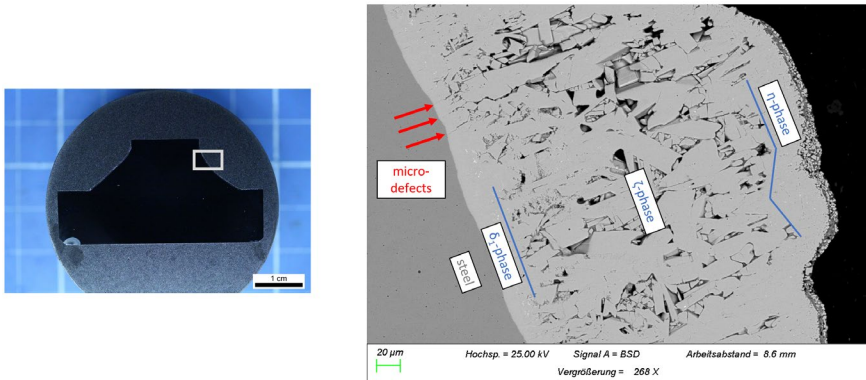 1 cm
micro-
defects
steel
δ1-phase
ζ-phase
η-phase
20 µm
Hochsp. = 25.00 kV
Signal A = BSD
Arbeitsabstand = 8.6 mm
Vergrößerung = 268 X